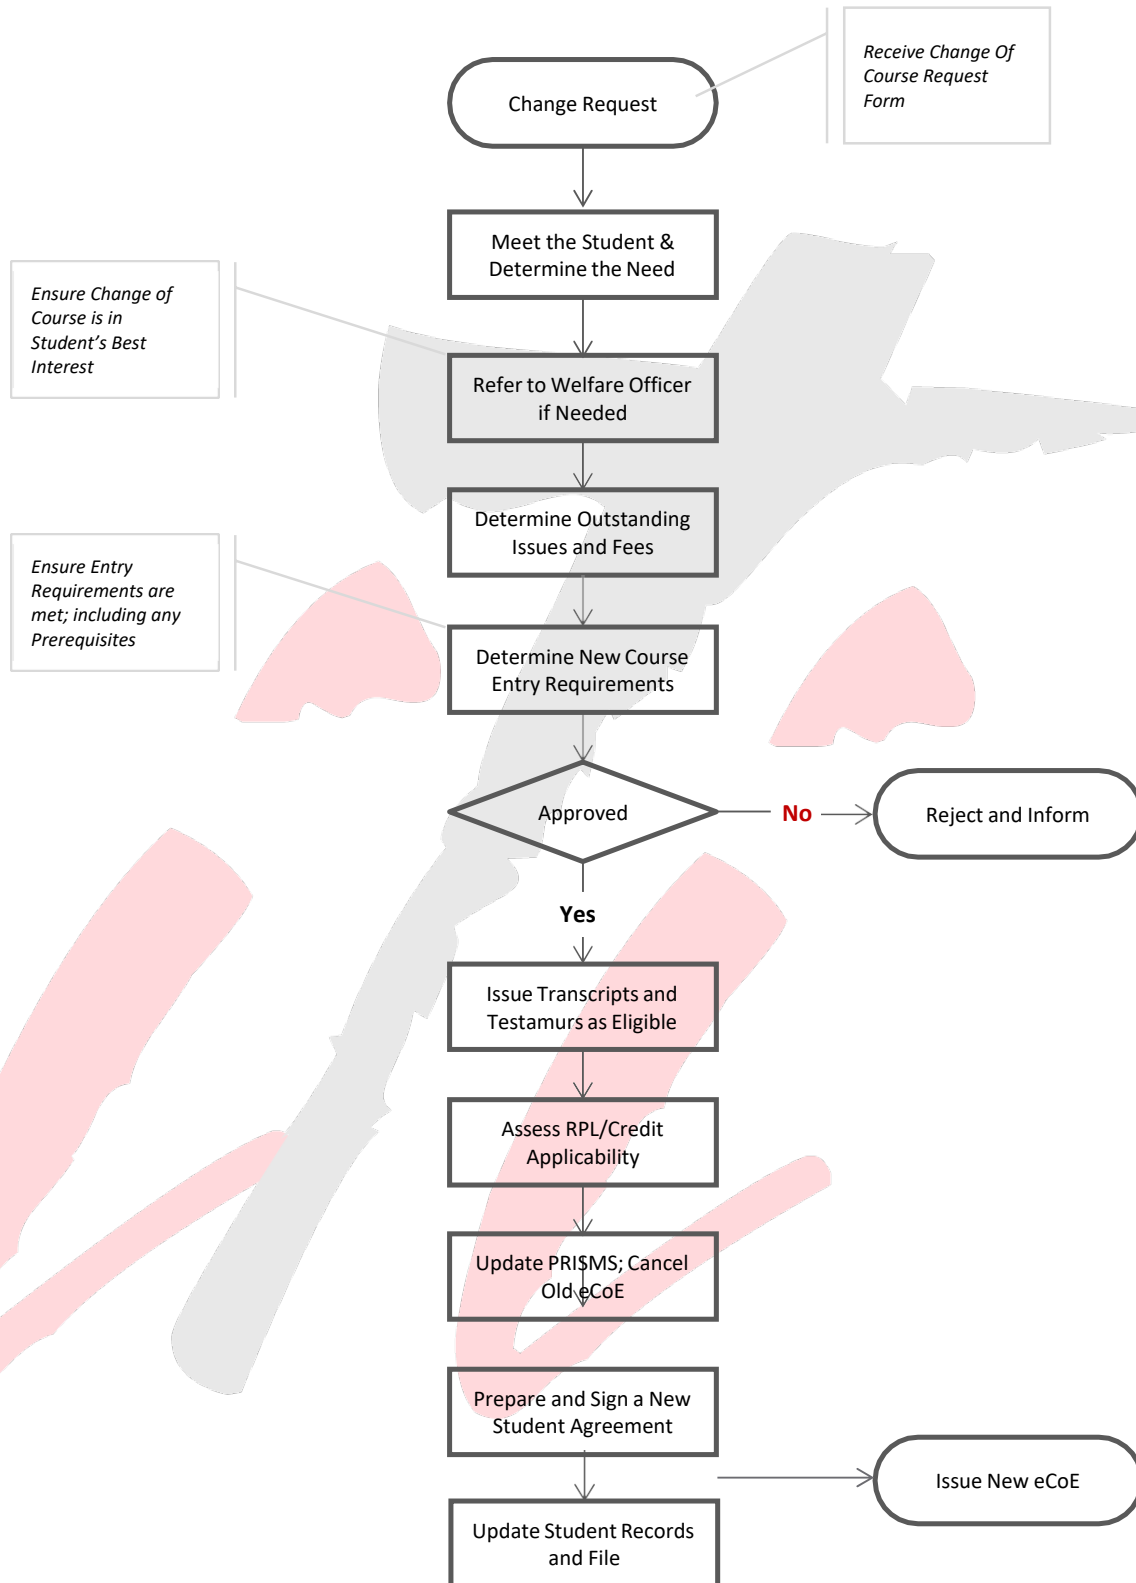 Receive Change Of
Course Request
Form
Change Request
Meet the Student &
Determine the Need
Ensure Change of
Course is in
Student’s Best
Interest
Refer to Welfare Officer
if Needed
Determine Outstanding
Issues and Fees
Ensure Entry
Requirements are
met; including any
Prerequisites
Determine New Course
Entry Requirements
Approved
No
Reject and Inform
Yes
Issue Transcripts and
Testamurs as Eligible
Assess RPL/Credit
Applicability
Update PRISMS; Cancel
Old eCoE
Prepare and Sign a New
Student Agreement
Issue New eCoE
Update Student Records
and File